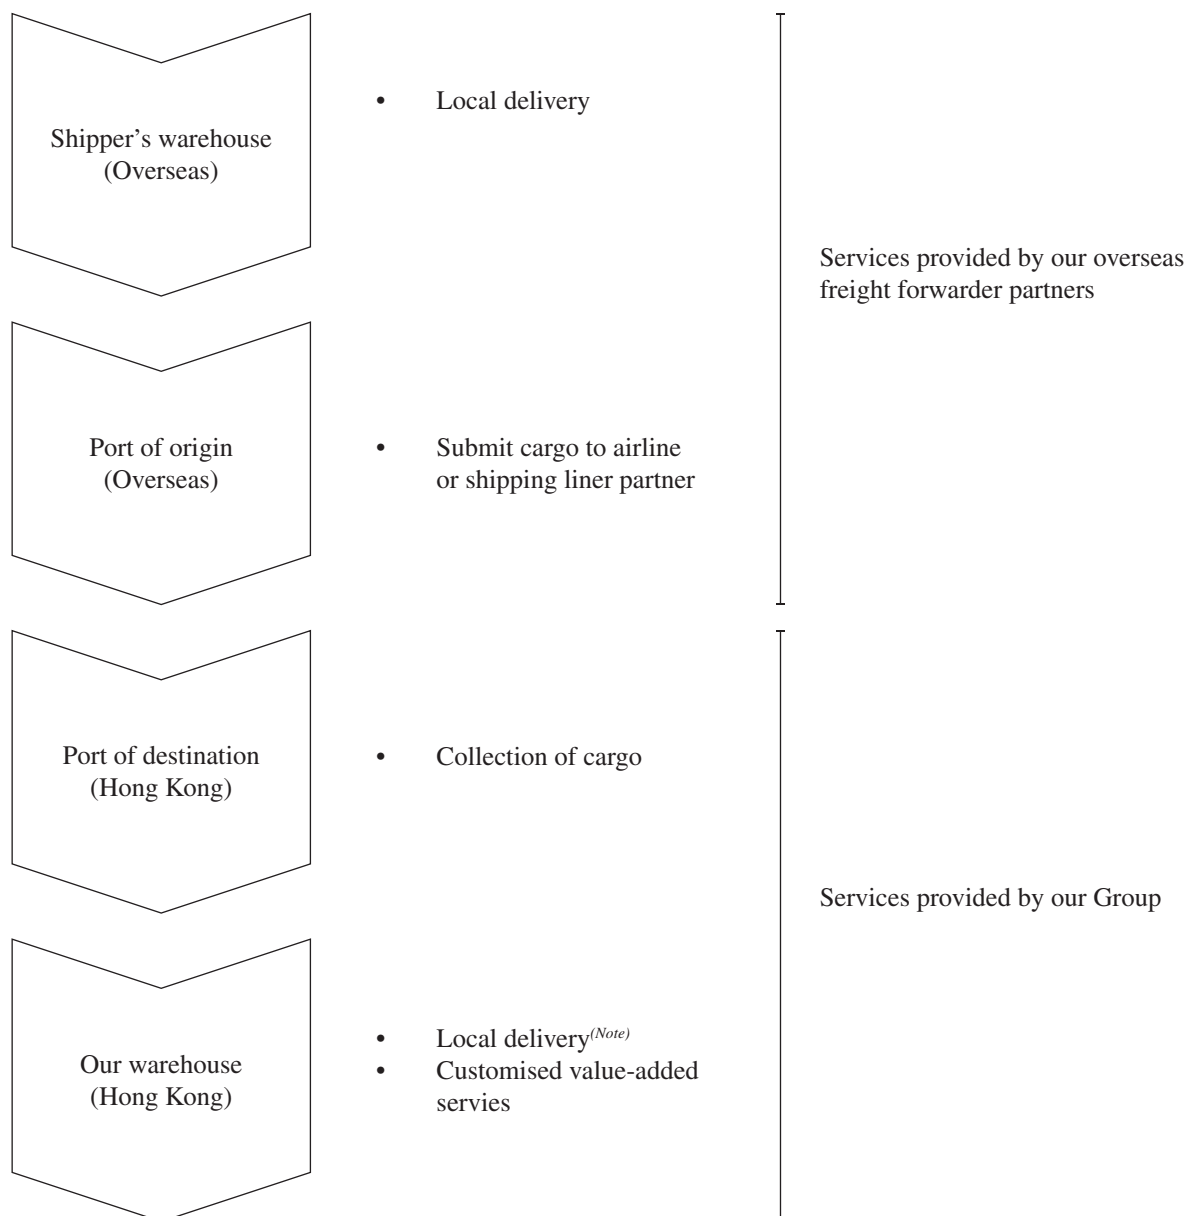 Shipper’s warehouse
(Overseas)
• Local delivery
Services provided by our overseas
freight forwarder partners
Port of origin
(Overseas)
• Submit cargo to airline
or shipping liner partner
Port of destination
(Hong Kong)
• Collection of cargo
Services provided by our Group
Our warehouse
(Hong Kong)
• Local delivery(Note)
• Customised value-added
servies